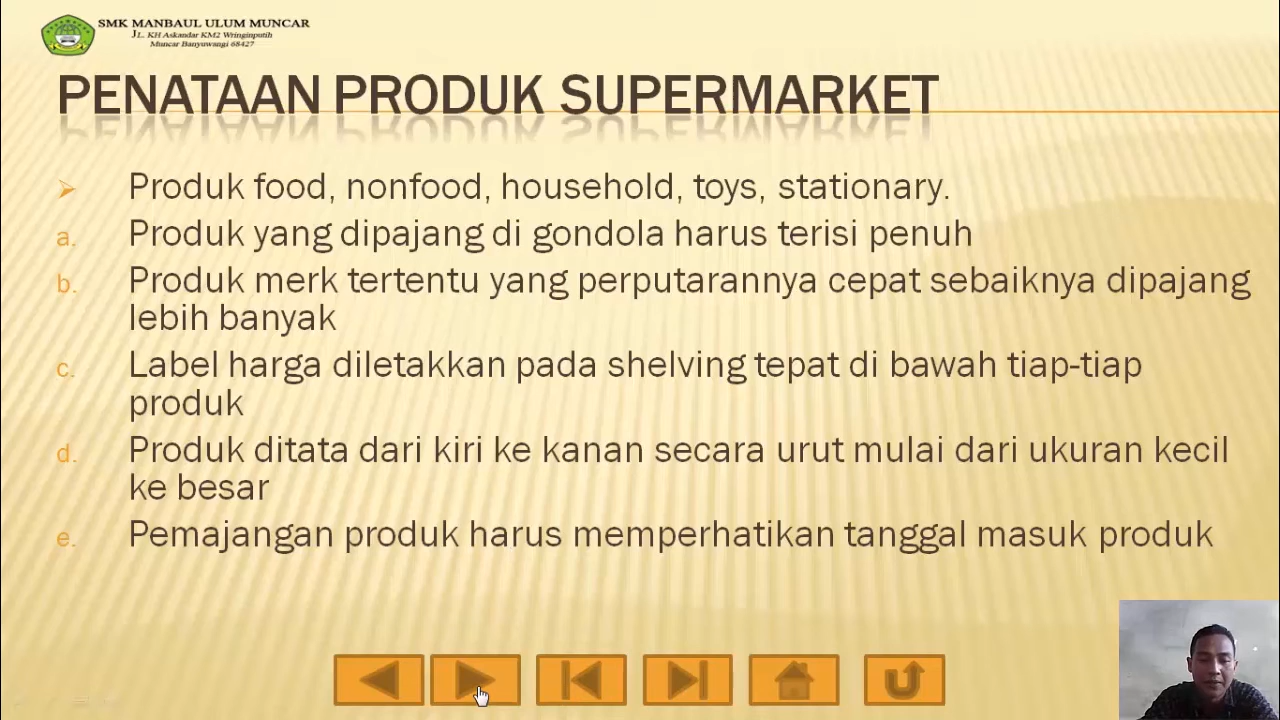 SMK MANBAUL ULUM MUNCAR
JL. KH Askandar KM2 Wringinputih
Muncar Banyuwangi 68427
PENATAAN PRODUK SUPERMARKET
Produk food, nonfood, household, toys, stationary.
a. Produk yang dipajang di gondola harus terisi penuh
b. Produk merk tertentu yang perputarannya cepat sebaiknya dipajang
lebih banyak
c. Label harga diletakkan pada shelving tepat di bawah tiap-tiap
produk
d. Produk ditata dari kiri ke kanan secara urut mulai dari ukuran kecil
ke besar
e. Pemajangan produk harus memperhatikan tanggal masuk produk